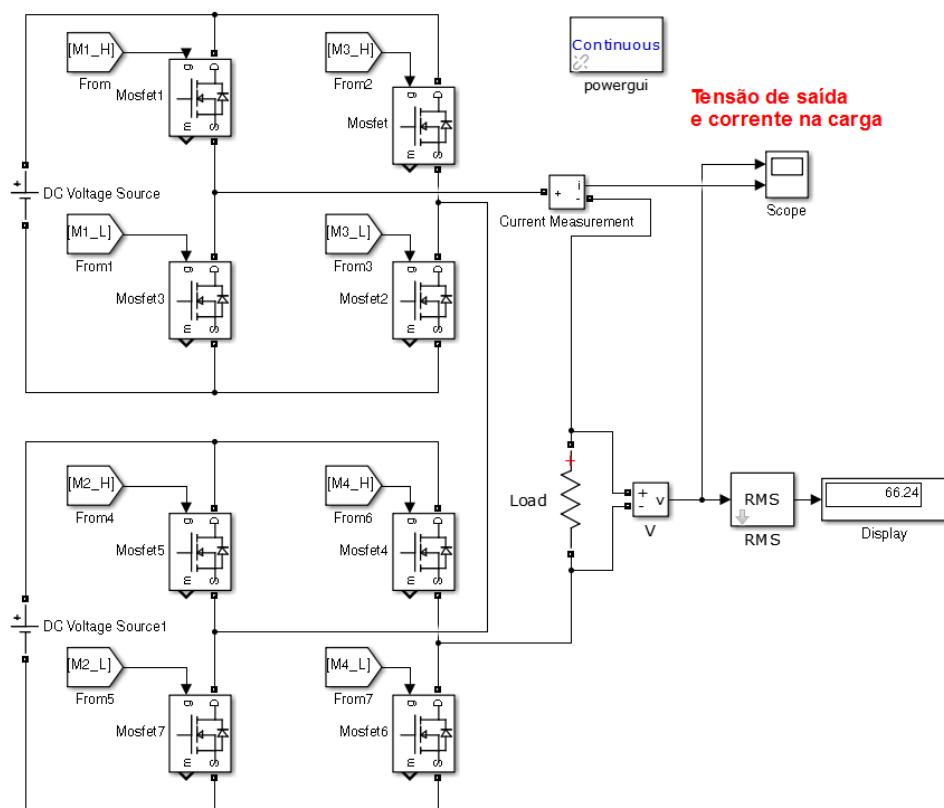 [M1_H]
From
g
D
Mosfet1
m
S
[M3_H]
From2
g
D
Mosfet
m
S
Continuous
powergui
Tensão de saída
e corrente na carga
+
DC Voltage Source
+
i
-
Current Measurement
Scope
[M1_L]
From1
g
D
Mosfet3
m
S
[M3_L]
From3
g
D
Mosfet2
m
S
[M2_H]
From4
g
D
Mosfet5
m
S
[M4_H]
From6
g
D
Mosfet4
m
S
+
Load
+
-
v
V
RMS
RMS
66.24
Display
+
DC Voltage Source1
[M2_L]
From5
g
D
Mosfet7
m
S
[M4_L]
From7
g
D
Mosfet6
m
S